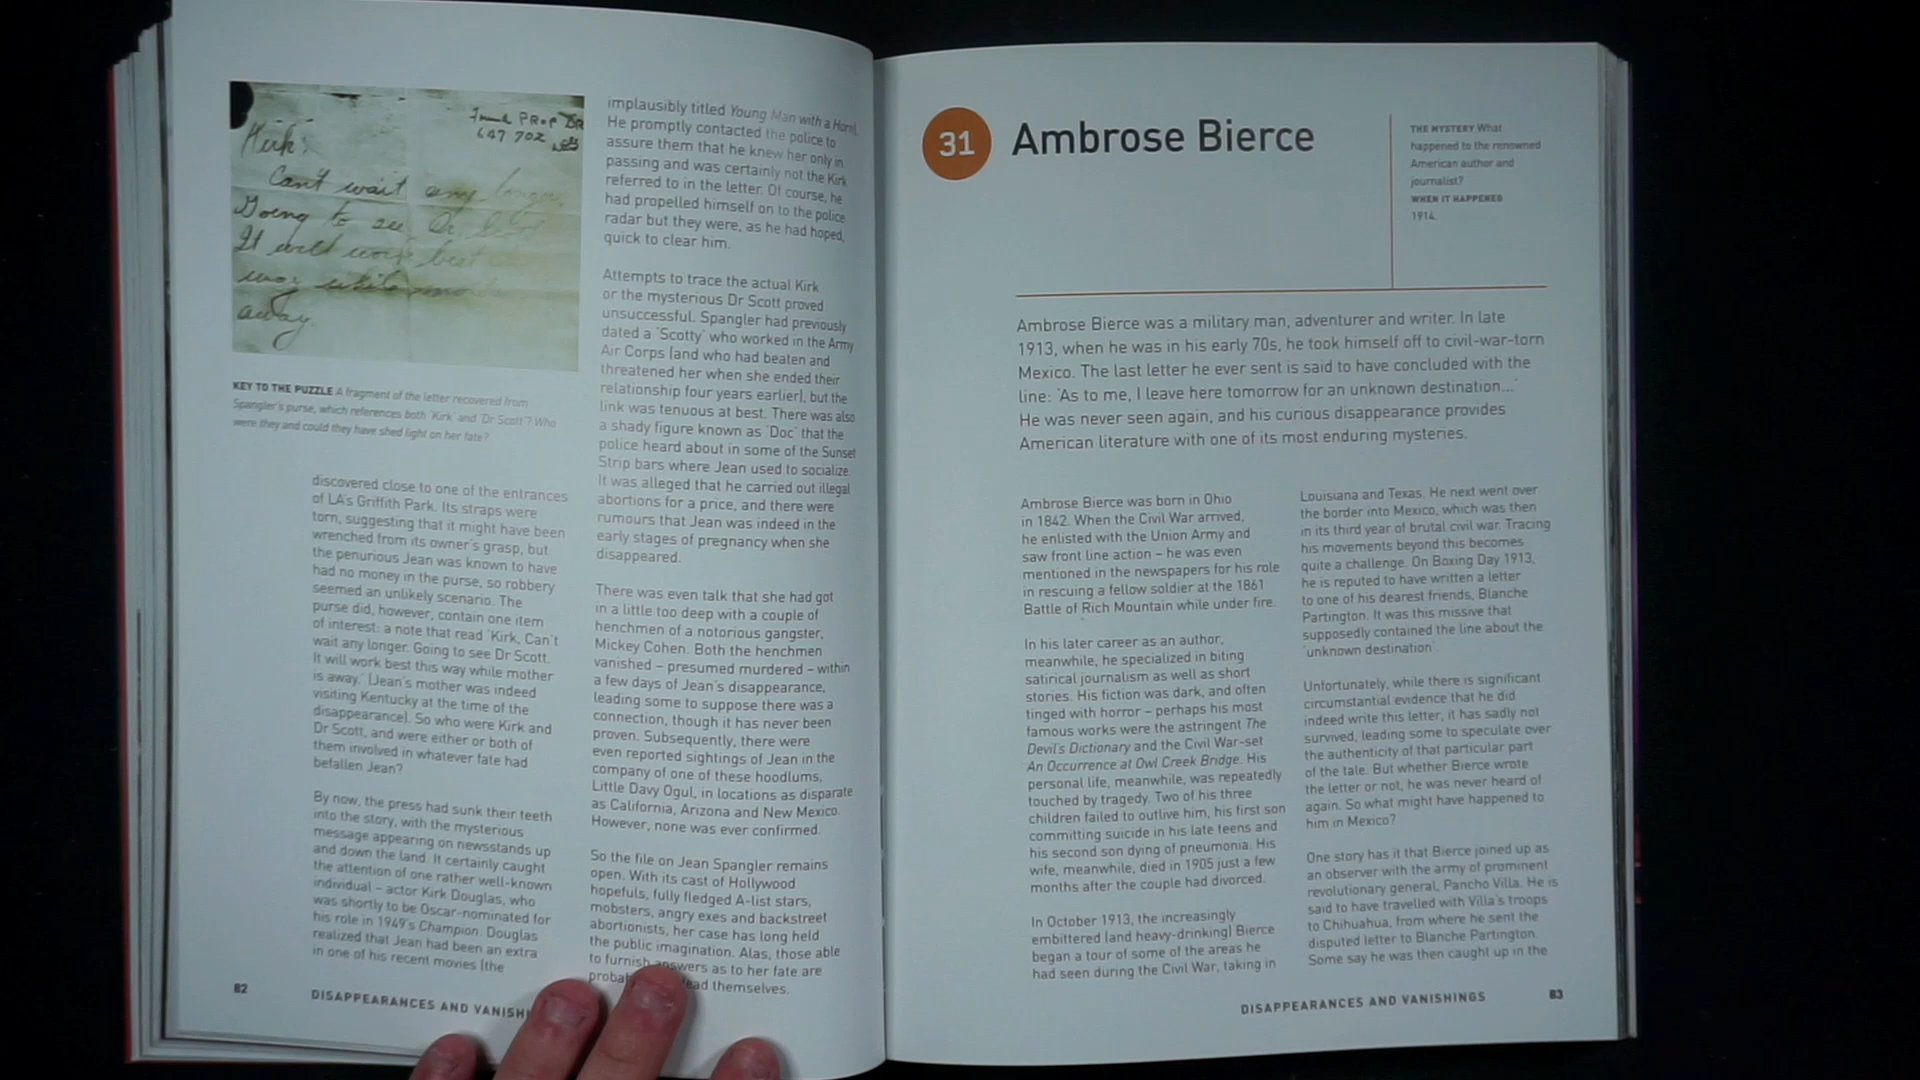 Kirk:
Can't wait any longer,
Going to see Dr. Scott
It will work best
way while mother
away.
KEY TO THE PUZZLE A fragment of the letter recovered from
Spangler's purse, which references both 'Kirk' and 'Dr Scott'? Who
were they and could they have shed light on her fate?
discovered close to one of the entrances
of LA's Griffith Park. Its straps were
torn, suggesting that it might have been
wrenched from its owner's grasp, but
the penurious Jean was known to have
had no money in the purse, so robbery
seemed an unlikely scenario. The
purse did, however, contain one item
of interest: a note that read 'Kirk, Can't
wait any longer. Going to see Dr Scott.
It will work best this way while mother
is away.' (Jean's mother was indeed
visiting Kentucky at the time of the
disappearance). So who were Kirk and
Dr Scott, and were either or both of
them involved in whatever fate had
befallen Jean?
By now, the press had sunk their teeth
into the story, with the mysterious
message appearing on newsstands up
and down the land. It certainly caught
the attention of one rather well-known
individual – actor Kirk Douglas, who
was shortly to be Oscar-nominated for
his role in 1949's Champion. Douglas
realized that Jean had been an extra
in one of his recent movies (the
82
DISAPPEARANCES AND
implausibly titled Young Man with a Horn).
He promptly contacted the police to
assure them that he knew her only in
passing and was certainly not the Kirk
referred to in the letter. Of course, he
had propelled himself on to the police
radar but they were, as he had hoped,
quick to clear him.
Attempts to trace the actual Kirk
or the mysterious Dr Scott proved
unsuccessful. Spangler had previously
dated a 'Scotty' who worked in the Army
Air Corps (and who had beaten and
threatened her when she ended their
relationship four years earlier), but the
link was tenuous at best. There was also
a shady figure known as 'Doc' that the
police heard about in some of the Sunset
Strip bars where Jean used to socialize.
It was alleged that he carried out illegal
abortions for a price, and there were
rumours that Jean was indeed in the
early stages of pregnancy when she
disappeared.
There was even talk that she had got
in a little too deep with a couple of
henchmen of a notorious gangster,
Mickey Cohen. Both the henchmen
vanished – presumed murdered – within
a few days of Jean's disappearance,
leading some to suppose there was a
connection, though it has never been
proven. Subsequently, there were
even reported sightings of Jean in the
company of one of these hoodlums,
Little Davy Ogul, in locations as disparate
as California, Arizona and New Mexico.
However, none was ever confirmed.
So the file on Jean Spangler remains
open. With its cast of Hollywood
hopefuls, fully fledged A-list stars,
mobsters, angry exes and backstreet
abortionists, her case has long held
the public imagination. Alas, those able
to furnish answers as to her fate are
themselves.
31
Ambrose Bierce
THE MYSTERY What
happened to the renowned
American author and
journalist?
WHEN IT HAPPENED
1914.
Ambrose Bierce was a military man, adventurer and writer. In late
1913, when he was in his early 70s, he took himself off to civil-war-torn
Mexico. The last letter he ever sent is said to have concluded with the
line: 'As to me, I leave here tomorrow for an unknown destination...'
He was never seen again, and his curious disappearance provides
American literature with one of its most enduring mysteries.
Ambrose Bierce was born in Ohio
in 1842. When the Civil War arrived,
he enlisted with the Union Army and
saw front line action – he was even
mentioned in the newspapers for his role
in rescuing a fellow soldier at the 1861
Battle of Rich Mountain while under fire.
In his later career as an author,
meanwhile, he specialized in biting
satirical journalism as well as short
stories. His fiction was dark, and often
tinged with horror – perhaps his most
famous works were the astringent The
Devil's Dictionary and the Civil War-set
An Occurrence at Owl Creek Bridge. His
personal life, meanwhile, was repeatedly
touched by tragedy. Two of his three
children failed to outlive him, his first son
committing suicide in his late teens and
his second son dying of pneumonia. His
wife, meanwhile, died in 1905 just a few
months after the couple had divorced.
In October 1913, the increasingly
embittered (and heavy-drinking) Bierce
began a tour of some of the areas he
had seen during the Civil War, taking in
Louisiana and Texas. He next went over
the border into Mexico, which was then
in its third year of brutal civil war. Tracing
his movements beyond this becomes
quite a challenge. On Boxing Day 1913,
he is reputed to have written a letter
to one of his dearest friends, Blanche
Partington. It was this missive that
supposedly contained the line about the
'unknown destination'.
Unfortunately, while there is significant
circumstantial evidence that he did
indeed write this letter, it has sadly not
survived, leading some to speculate over
the authenticity of that particular part
of the tale. But whether Bierce wrote
the letter or not, he was never heard of
again. So what might have happened to
him in Mexico?
One story has it that Bierce joined up as
an observer with the army of prominent
revolutionary general, Pancho Villa. He is
said to have travelled with Villa's troops
to Chihuahua, from where he sent the
disputed letter to Blanche Partington.
Some say he was then caught up in the
DISAPPEARANCES AND VANISHINGS
83